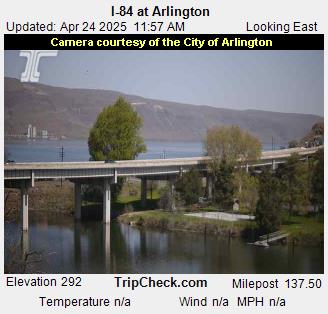 I-84 at Arlington
Updated: Apr 24 2025 11:57 AM Looking East
Camera courtesy of the City of Arlington
Elevation 292 TripCheck.com Milepost 137.50
Temperature n/a Wind n/a MPH n/a